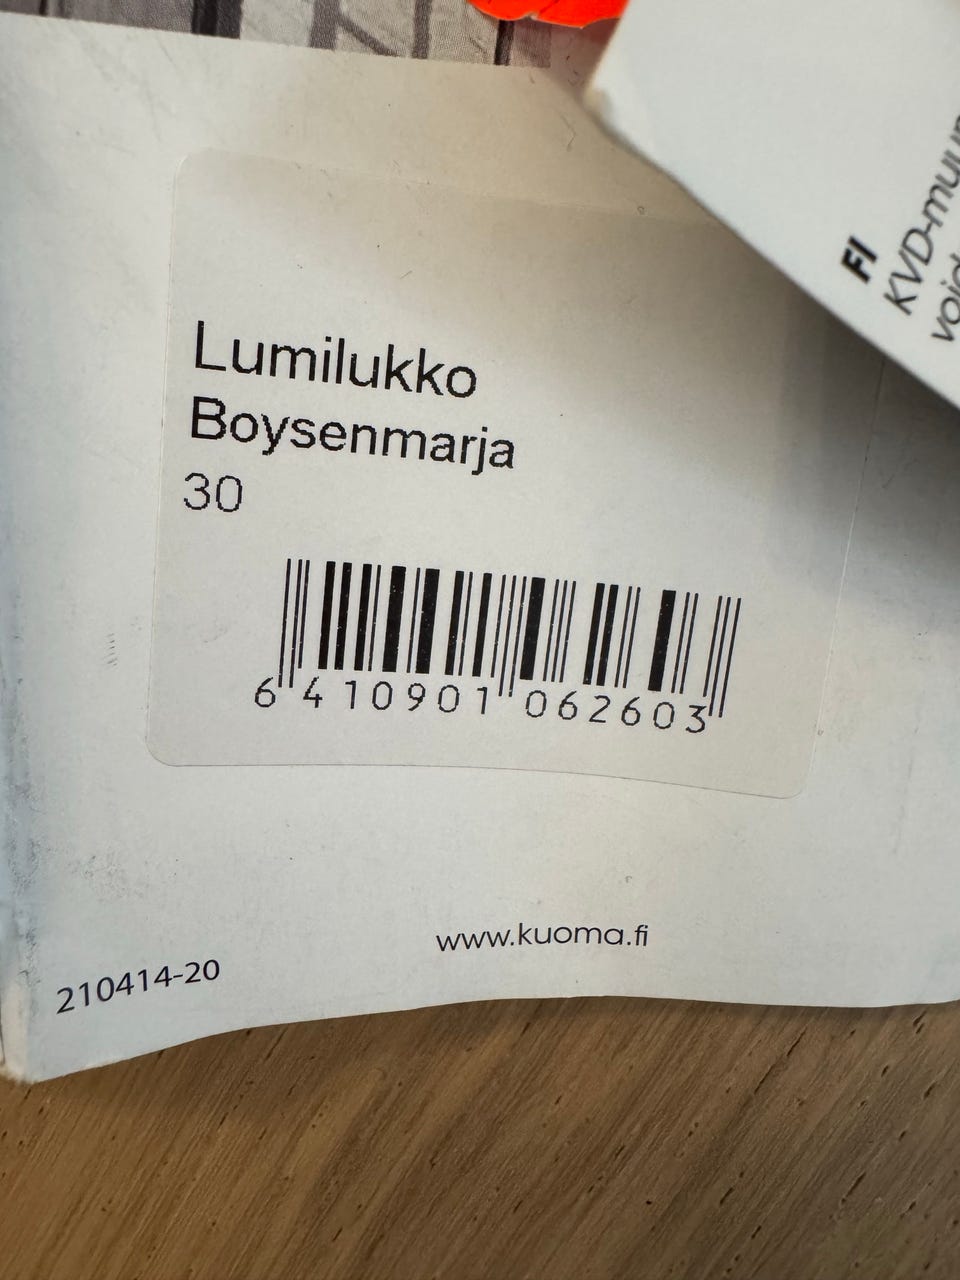 Lumilukko
Boysenmarja
30
6 410901 062603
www.kuoma.fi
210414-20
FI